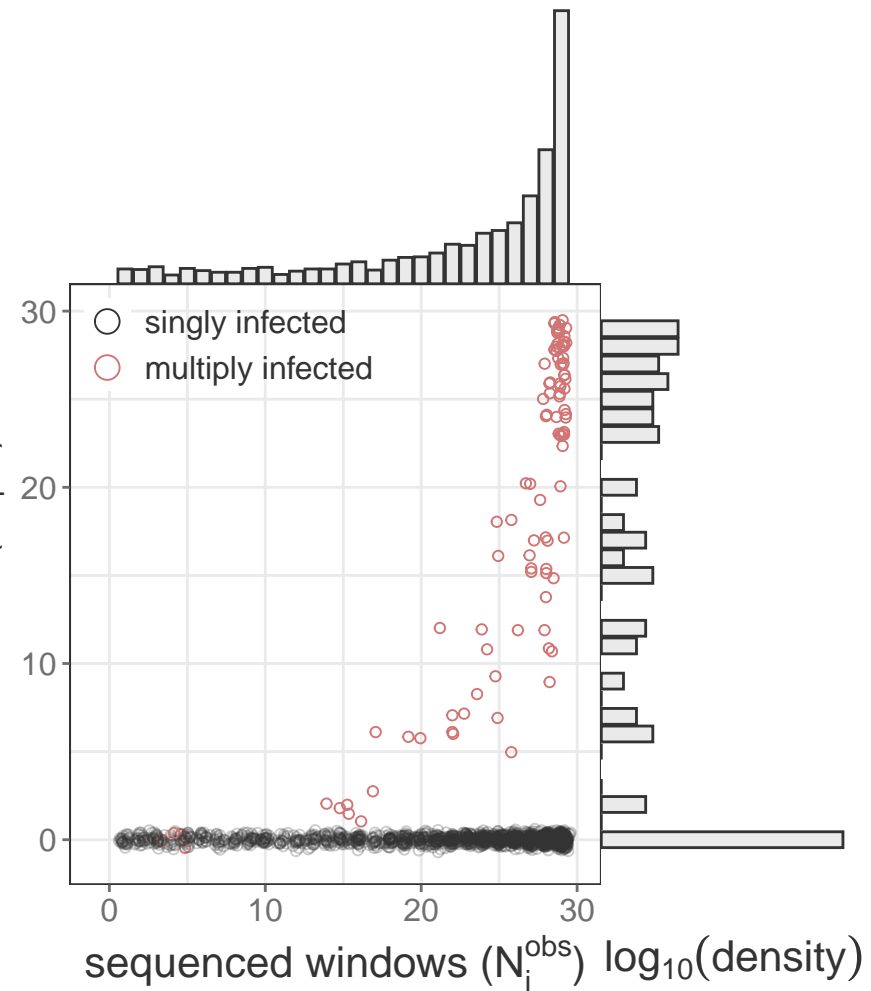 singly infected
multiply infected
30
20
10
0
0 10 20 30
sequenced windows (N_i^obs) log₁₀(density)